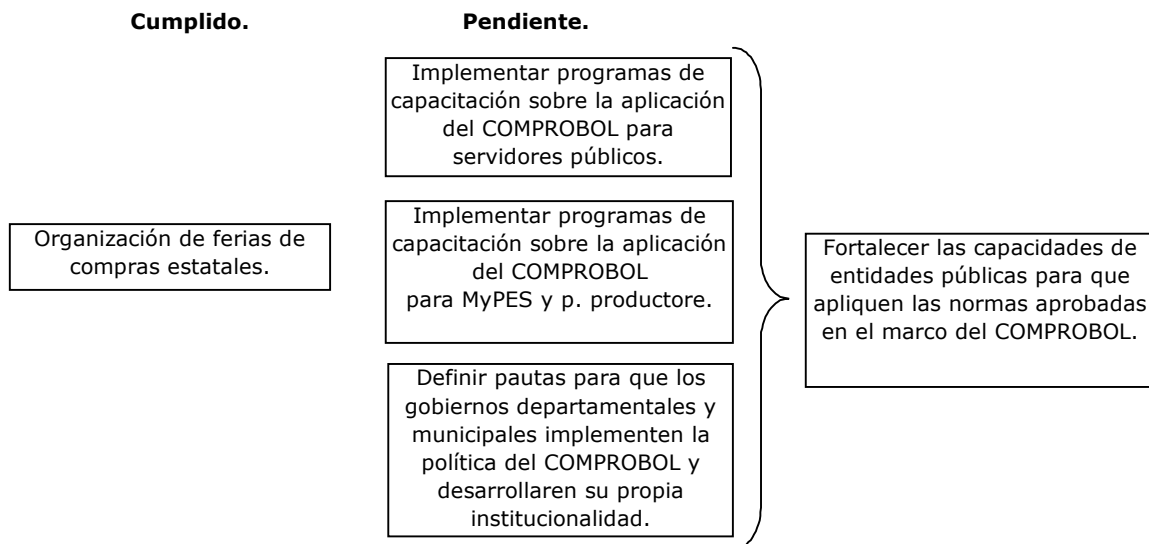 Cumplido.
Pendiente.
Implementar programas de
capacitación sobre la aplicación
del COMPROBOL para
servidores públicos.
Organización de ferias de
compras estatales.
Implementar programas de
capacitación sobre la aplicación
del COMPROBOL
para MyPES y p. productore.
Definir pautas para que los
gobiernos departamentales y
municipales implementen la
política del COMPROBOL y
desarrollaren su propia
institucionalidad.
Fortalecer las capacidades de
entidades públicas para que
apliquen las normas aprobadas
en el marco del COMPROBOL.